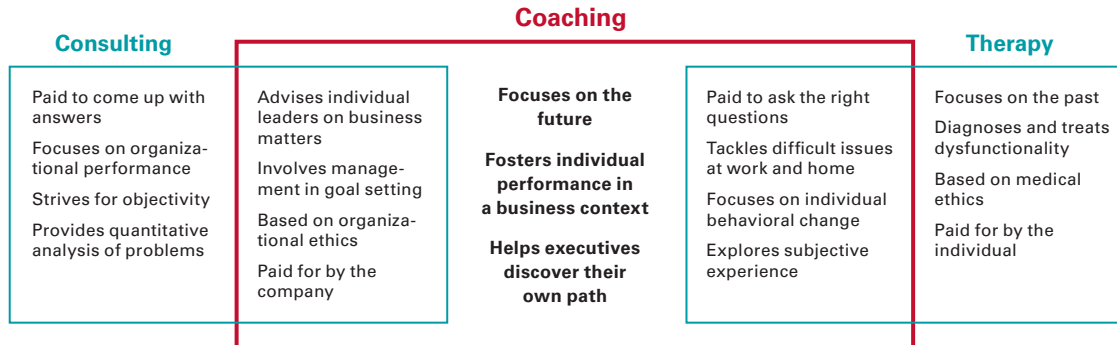 Coaching
Consulting
Therapy
Paid to come up with
answers
Focuses on organiza-
tional performance
Strives for objectivity
Provides quantitative
analysis of problems
Advises individual
leaders on business
matters
Involves manage-
ment in goal setting
Based on organiza-
tional ethics
Paid for by the
company
Focuses on the
future
Fosters individual
performance in
a business context
Helps executives
discover their
own path
Paid to ask the right
questions
Tackles difficult issues
at work and home
Focuses on individual
behavioral change
Explores subjective
experience
Focuses on the past
Diagnoses and treats
dysfunctionality
Based on medical
ethics
Paid for by the
individual